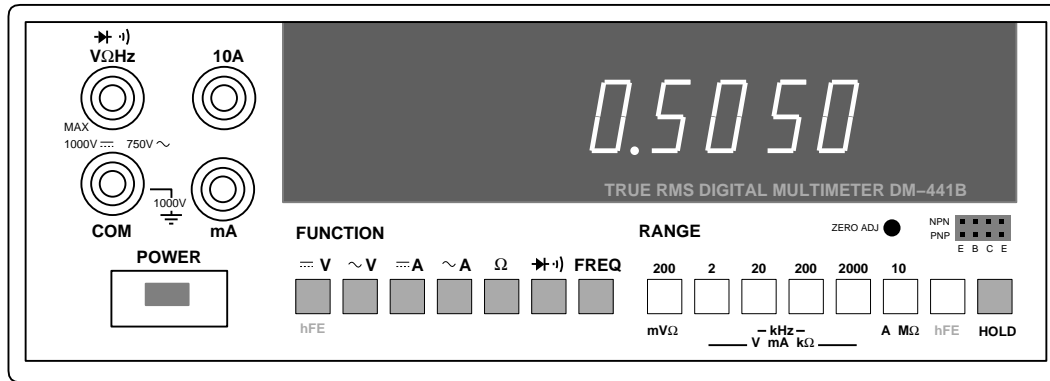 VΩHz
10A
0.5050
MAX
1000V 750V
TRUE RMS DIGITAL MULTIMETER DM–441B
1000V
COM
mA
FUNCTION
RANGE
ZERO ADJ
NPN
PNP
E B C E
POWER
V V A A Ω FREQ
200 2 20 200 2000 10
hFE
mVΩ
kHz
V mA kΩ
A MΩ
hFE
HOLD